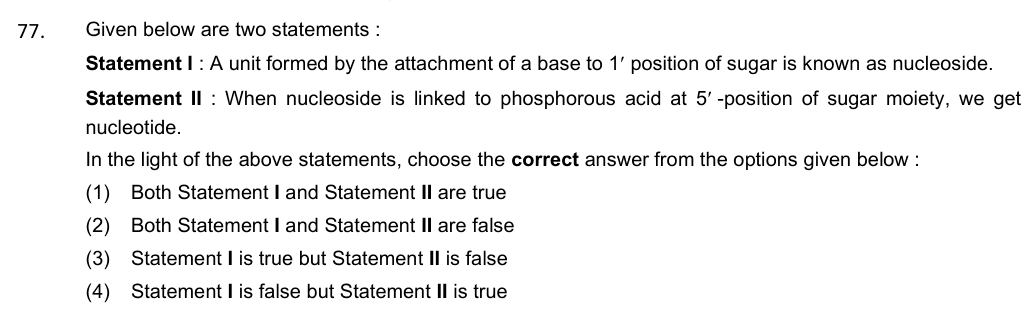 77. Given below are two statements :
Statement I : A unit formed by the attachment of a base to 1′ position of sugar is known as nucleoside.
Statement II : When nucleoside is linked to phosphorous acid at 5′ -position of sugar moiety, we get
nucleotide.
In the light of the above statements, choose the correct answer from the options given below :
(1) Both Statement I and Statement II are true
(2) Both Statement I and Statement II are false
(3) Statement I is true but Statement II is false
(4) Statement I is false but Statement II is true